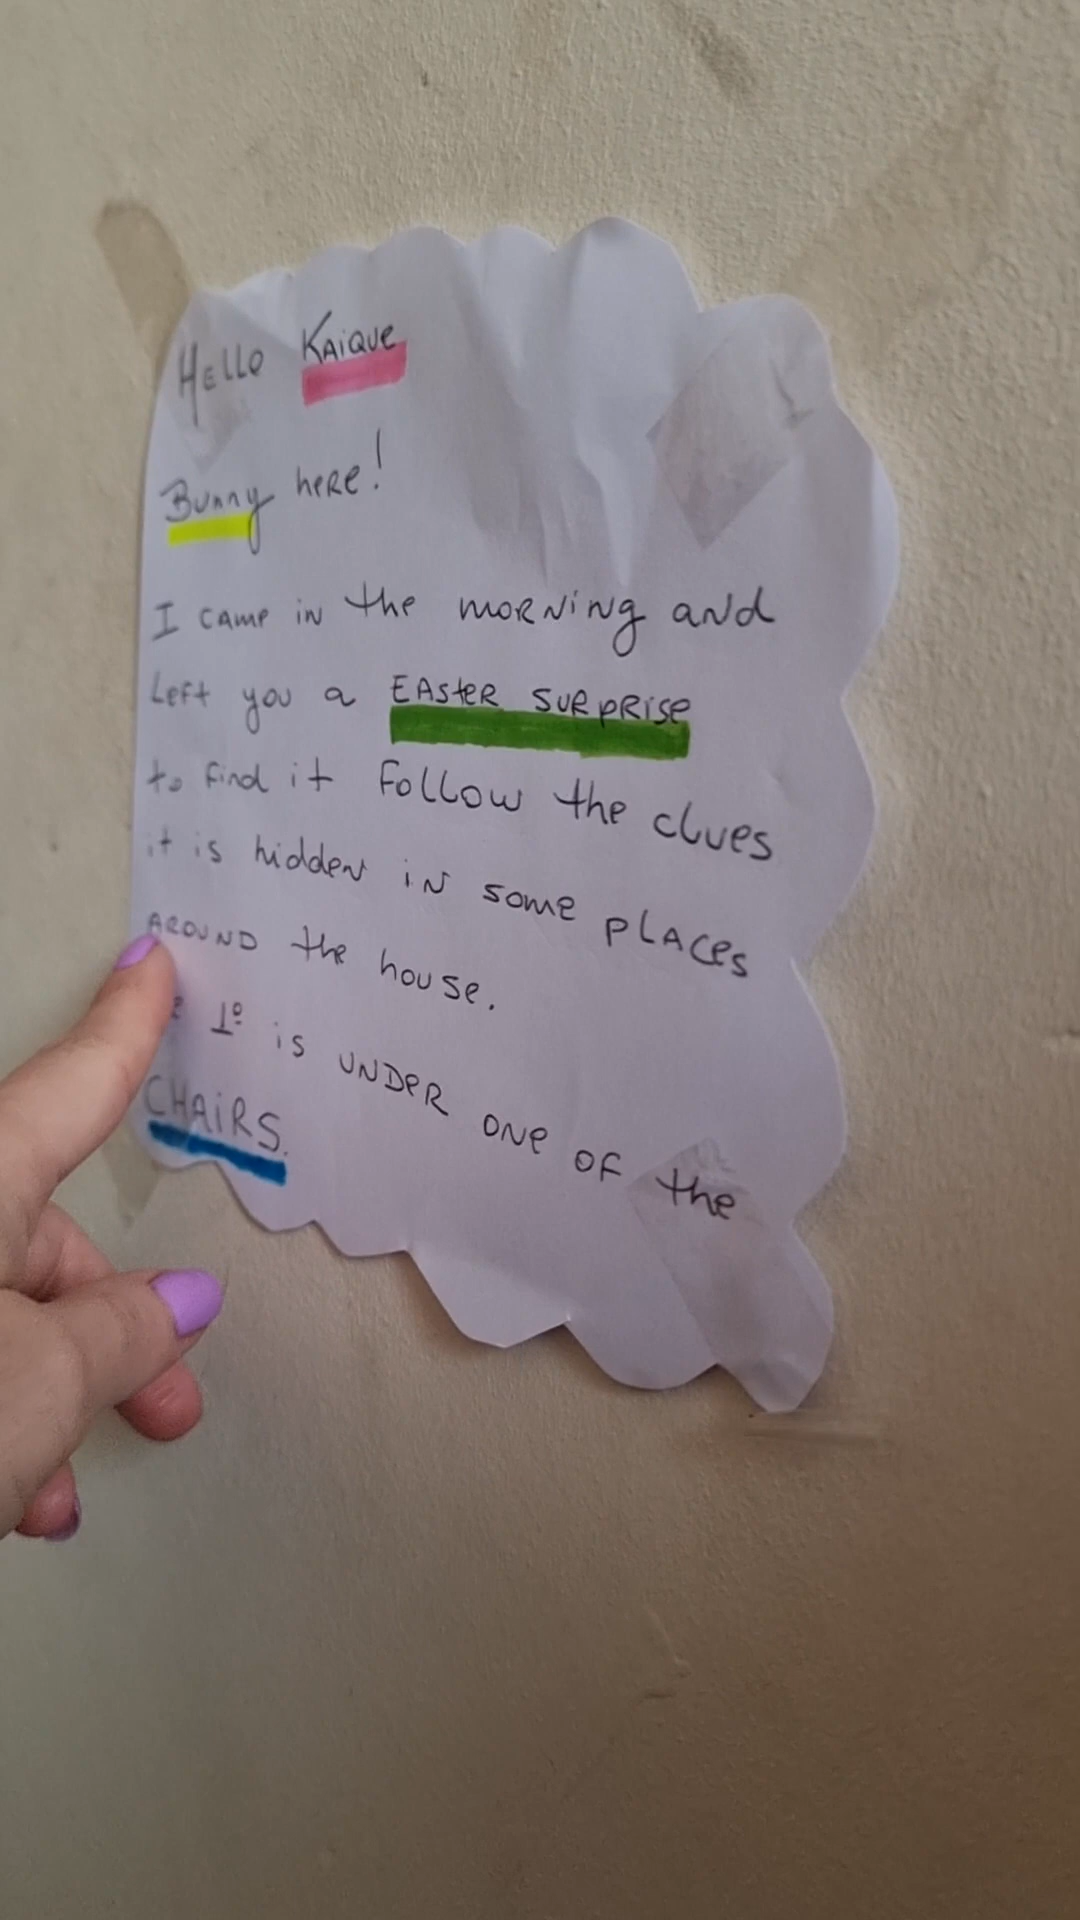 HELLO KAiQUE
Bunny heRe!
I CAME iN the moRNiNg aNd
Left you a EASteR SURpRiSe
to find it FoLLOW the cLues
it is hidden iN some pLACes
AROUND the house.
1º is UNDeR ONe OF the
CHAiRS.